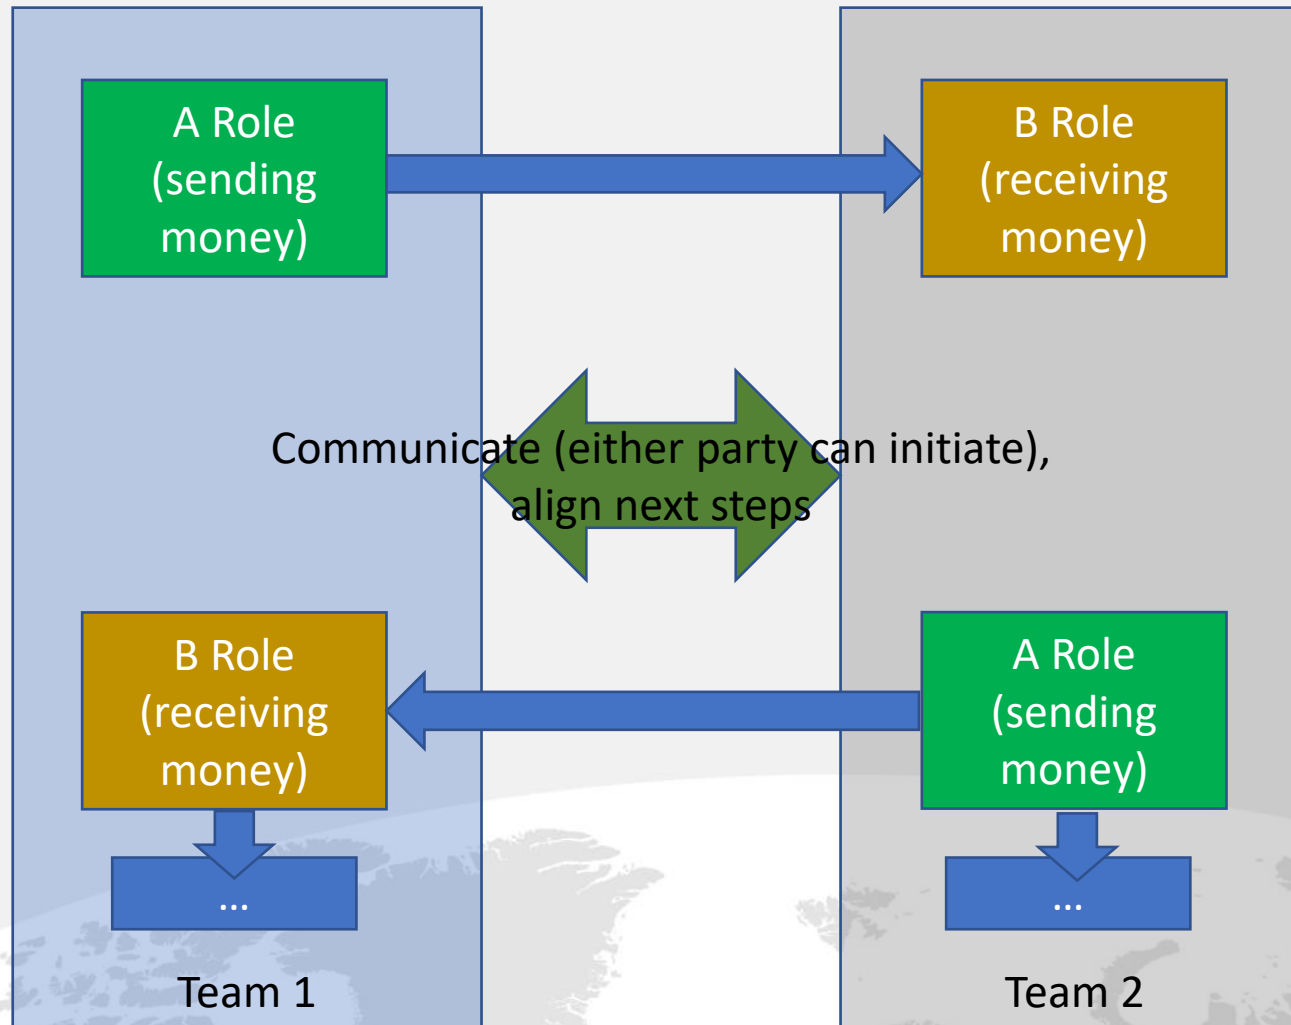 A Role
(sending
money)
B Role
(receiving
money)
Communicate (either party can initiate),
align next steps
B Role
(receiving
money)
A Role
(sending
money)
...
...
Team 1
Team 2